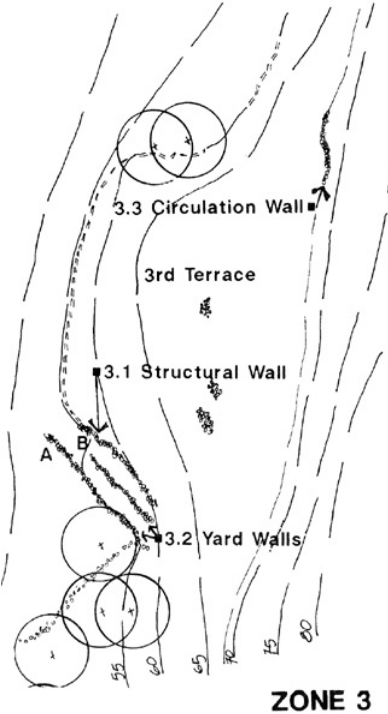 3.3 Circulation Wall
3rd Terrace
3.1 Structural Wall
A
B
3.2 Yard Walls
55
60
65
70
75
80
ZONE 3